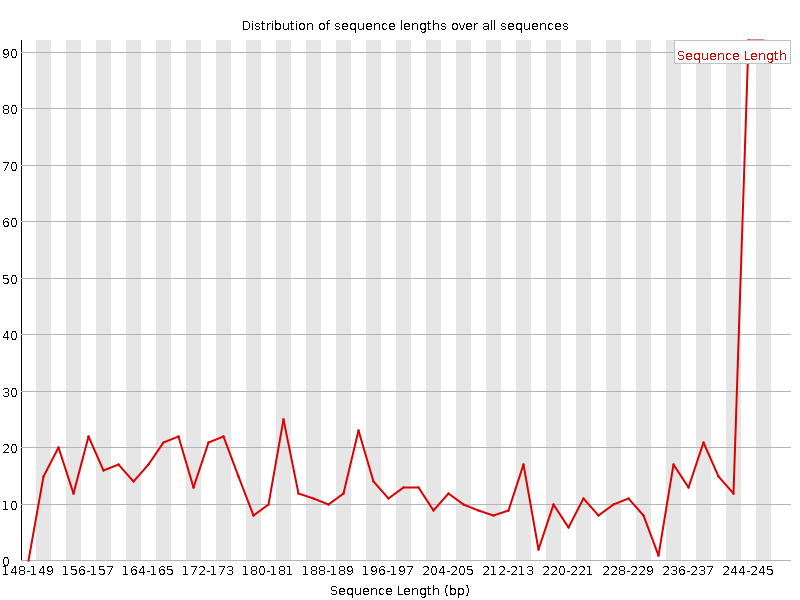 Distribution of sequence lengths over all sequences
Sequence Length
90
80
70
60
50
40
30
20
10
0
148-149 156-157 164-165 172-173 180-181 188-189 196-197 204-205 212-213 220-221 228-229 236-237 244-245
Sequence Length (bp)